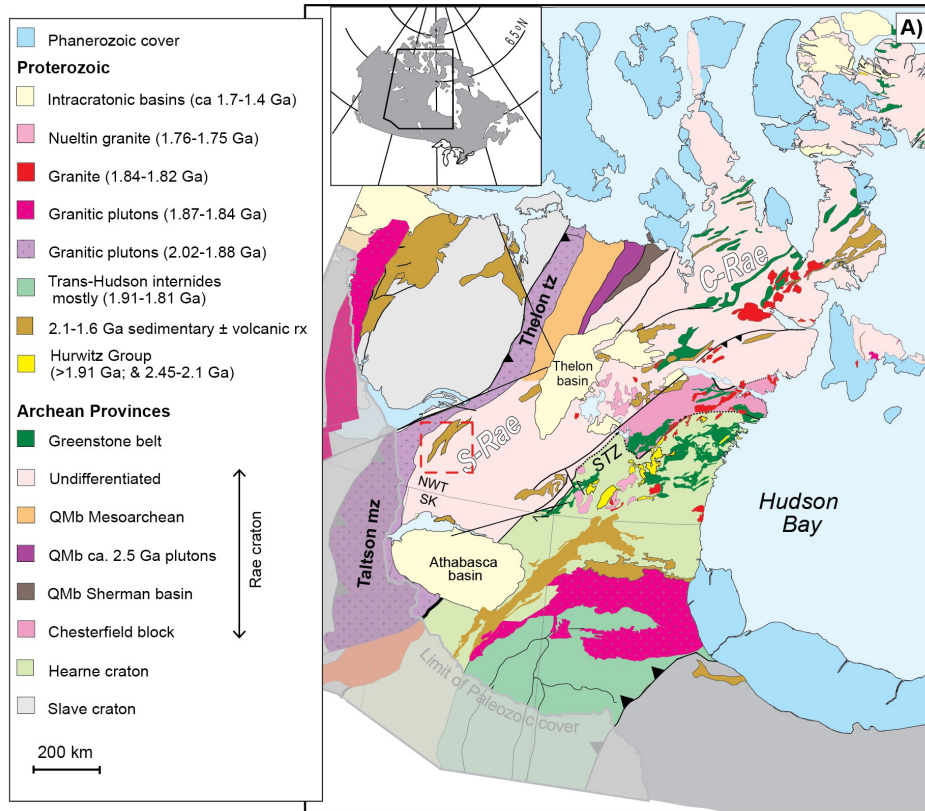 Phanerozoic cover
Proterozoic
Intracratonic basins (ca 1.7-1.4 Ga)
Nueltin granite (1.76-1.75 Ga)
Granite (1.84-1.82 Ga)
Granitic plutons (1.87-1.84 Ga)
Granitic plutons (2.02-1.88 Ga)
Trans-Hudson internides
mostly (1.91-1.81 Ga)
2.1-1.6 Ga sedimentary ± volcanic rx
Hurwitz Group
(>1.91 Ga; & 2.45-2.1 Ga)
Archean Provinces
Greenstone belt
Undifferentiated
QMb Mesoarchean
QMb ca. 2.5 Ga plutons
QMb Sherman basin
Chesterfield block
Hearne craton
Slave craton
Rae craton
200 km
65oN
A)
C-Rae
Thelon tz
Thelon
basin
S-Rae
STZ
NWT
SK
Taltson mz
Athabasca
basin
Hudson
Bay
Limit of Paleozoic cover